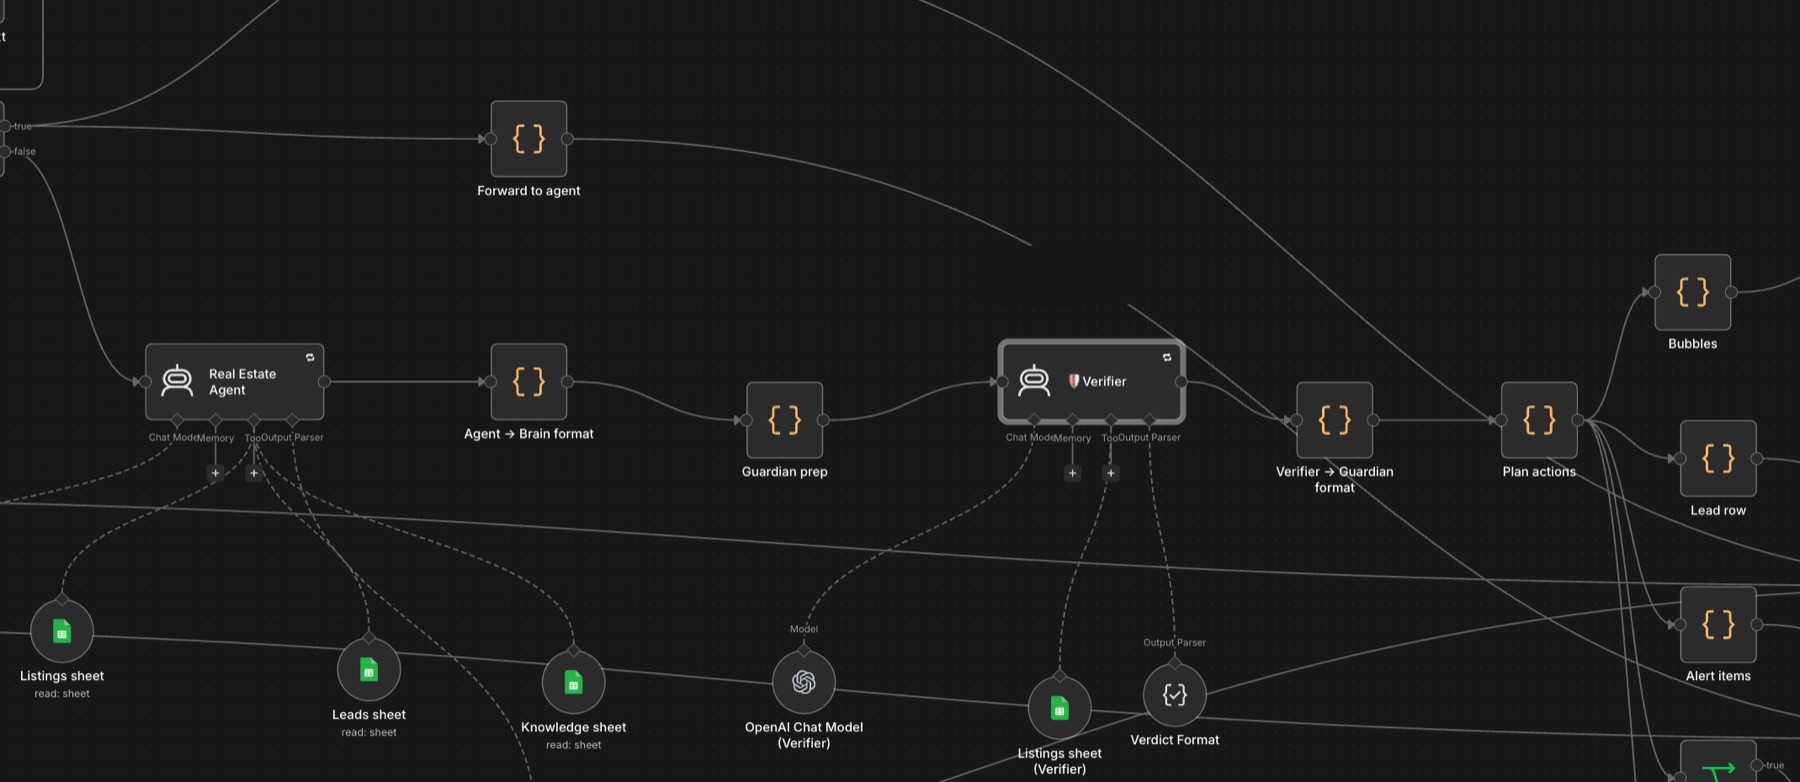 t
true
false
Forward to agent
Bubbles
Real Estate
Agent
Verifier
Chat Mode
Memory
Too
Output Parser
Agent → Brain format
Guardian prep
Chat Mode
Memory
Too
Output Parser
Verifier → Guardian
format
Plan actions
Lead row
Model
Output Parser
Listings sheet
read: sheet
Leads sheet
read: sheet
Knowledge sheet
read: sheet
OpenAI Chat Model
(Verifier)
Listings sheet
(Verifier)
Verdict Format
Alert items
true